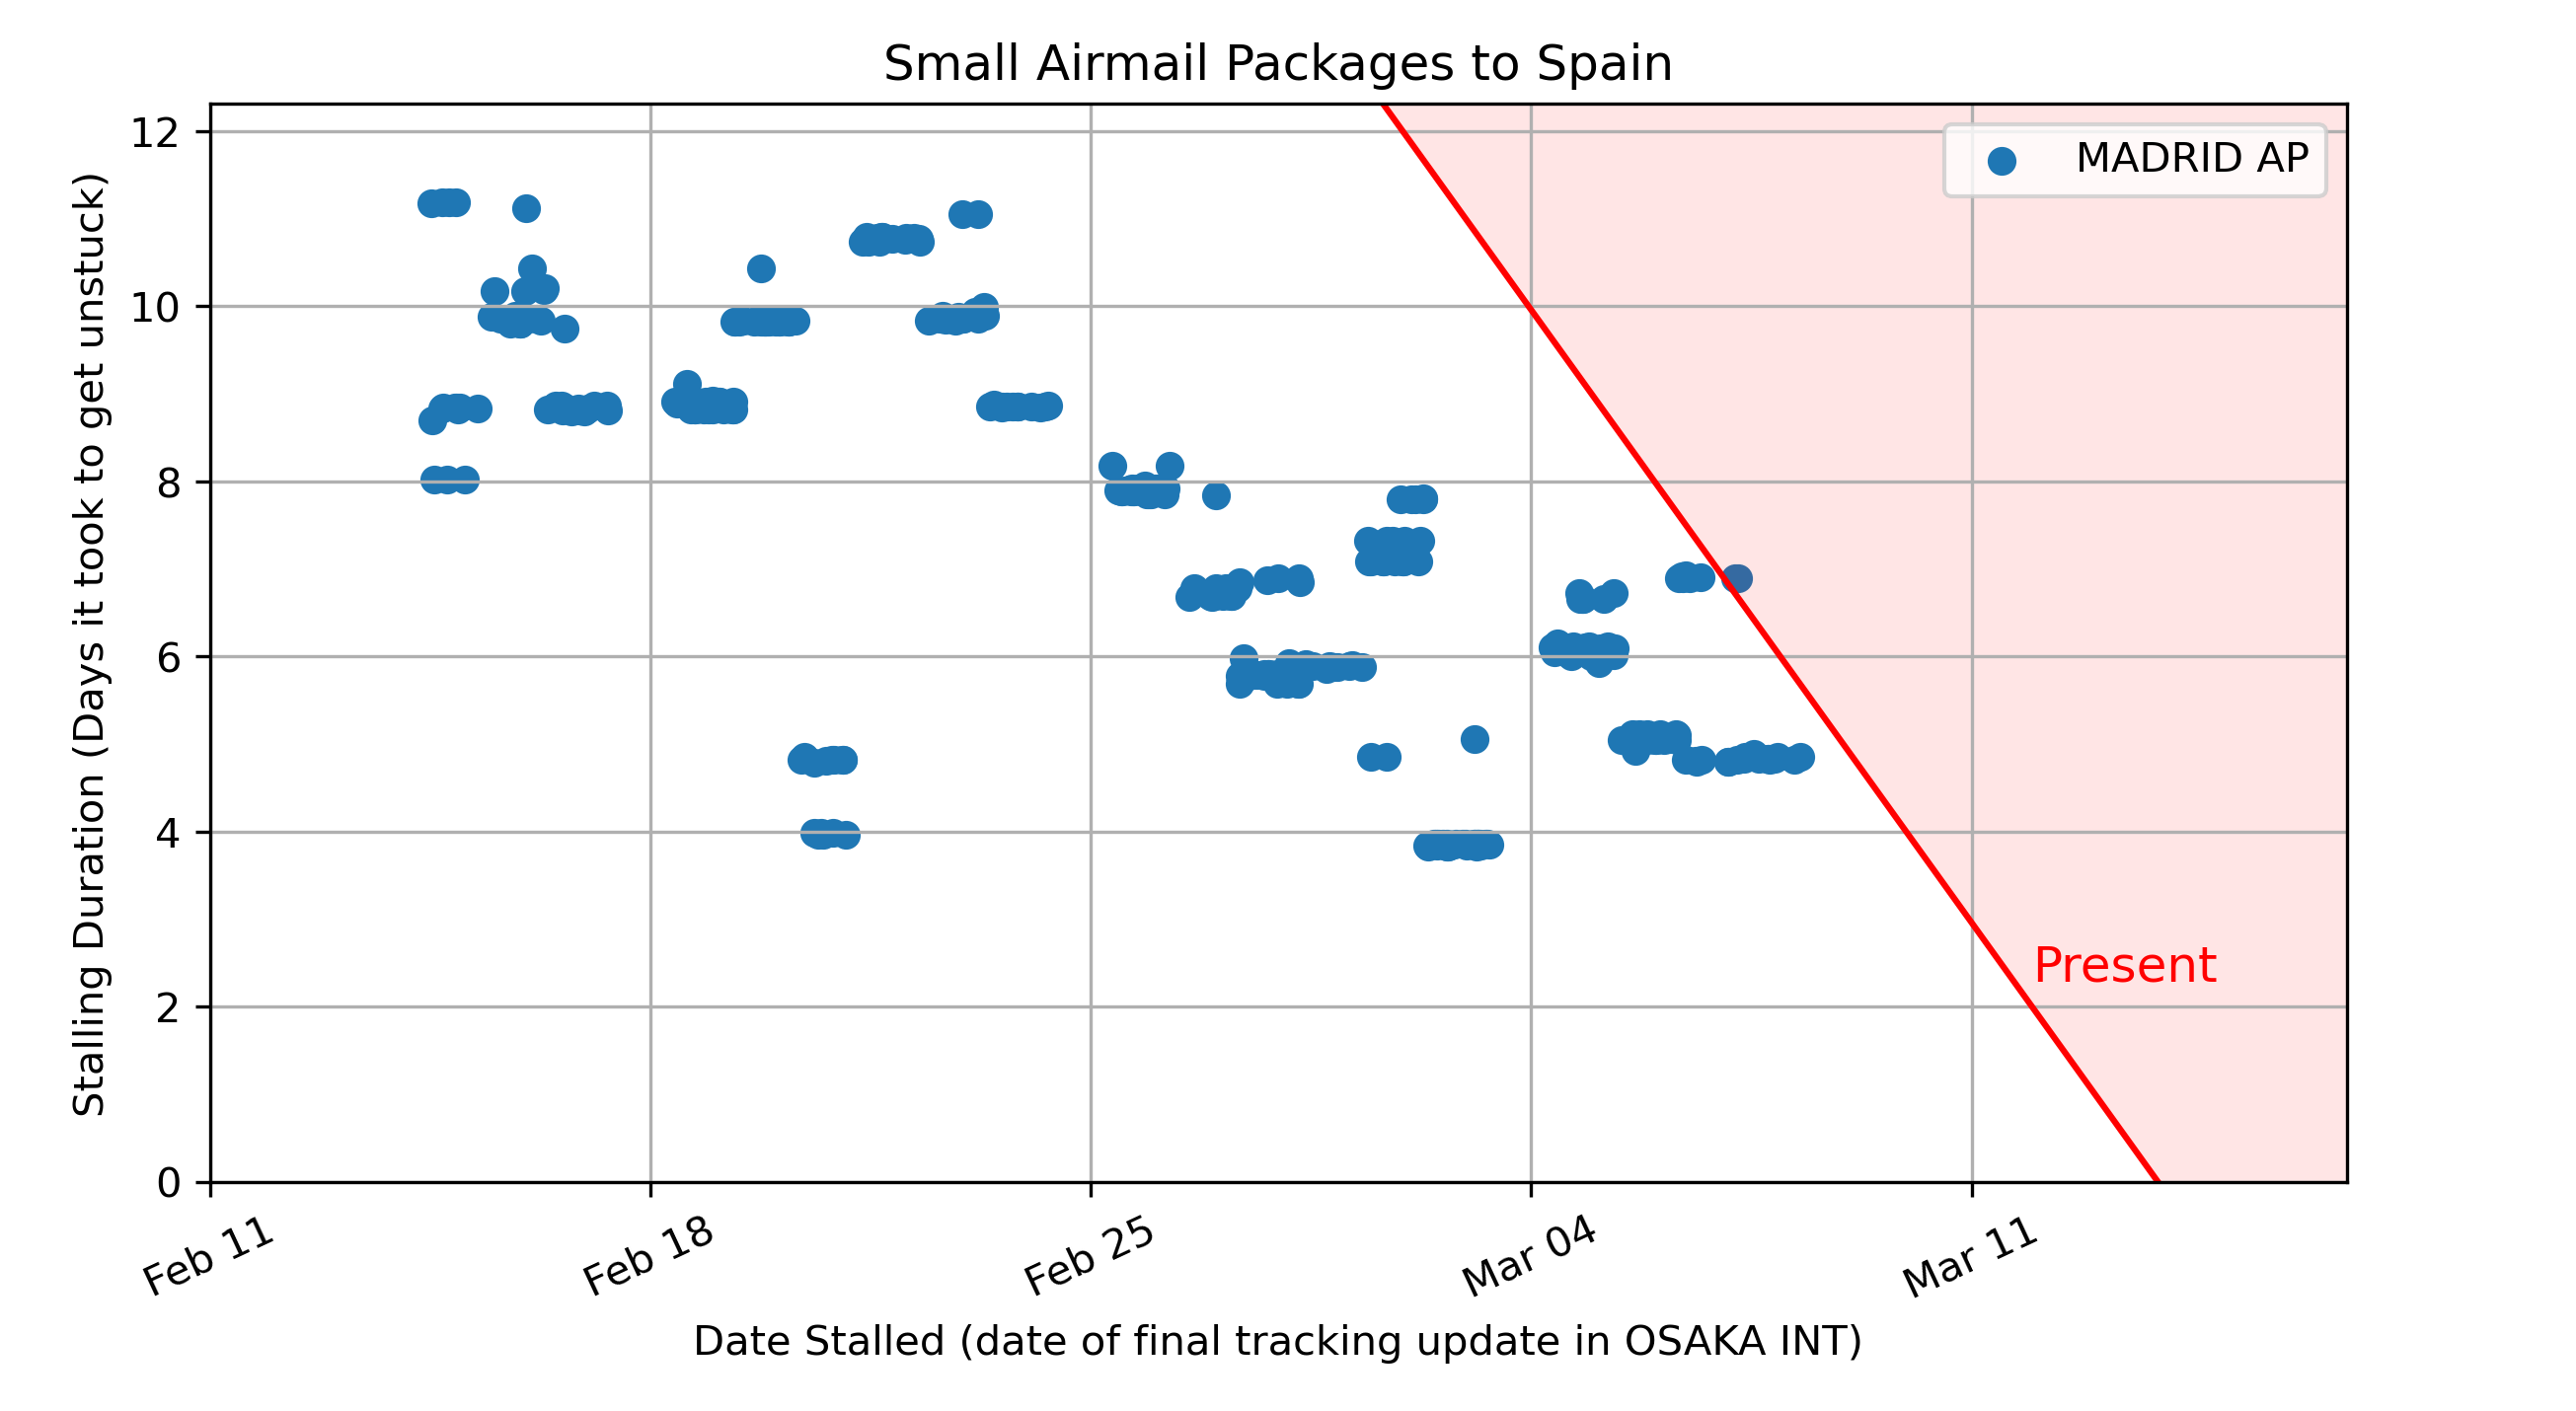 Small Airmail Packages to Spain
MADRID AP
12
10
8
6
4
2
0
Stalling Duration (Days it took to get unstuck)
Present
Feb 11
Feb 18
Feb 25
Mar 04
Mar 11
Date Stalled (date of final tracking update in OSAKA INT)